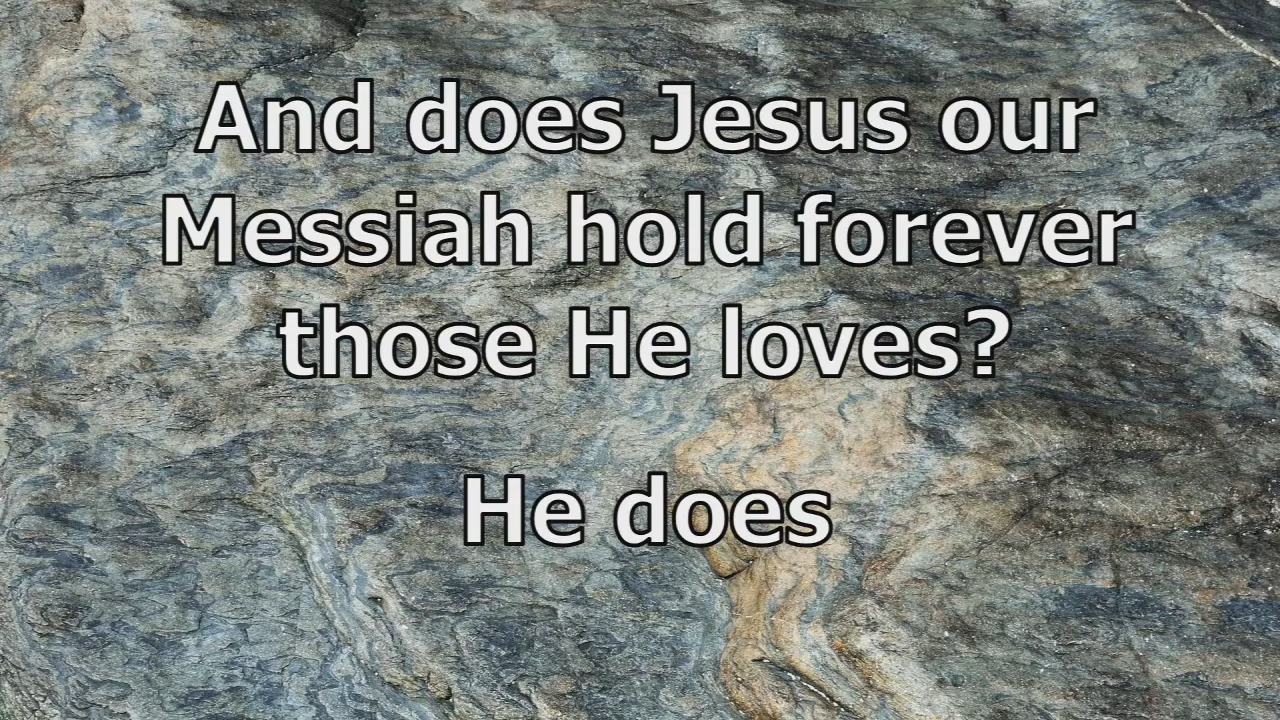 And does Jesus our
Messiah hold forever
those He loves?
He does